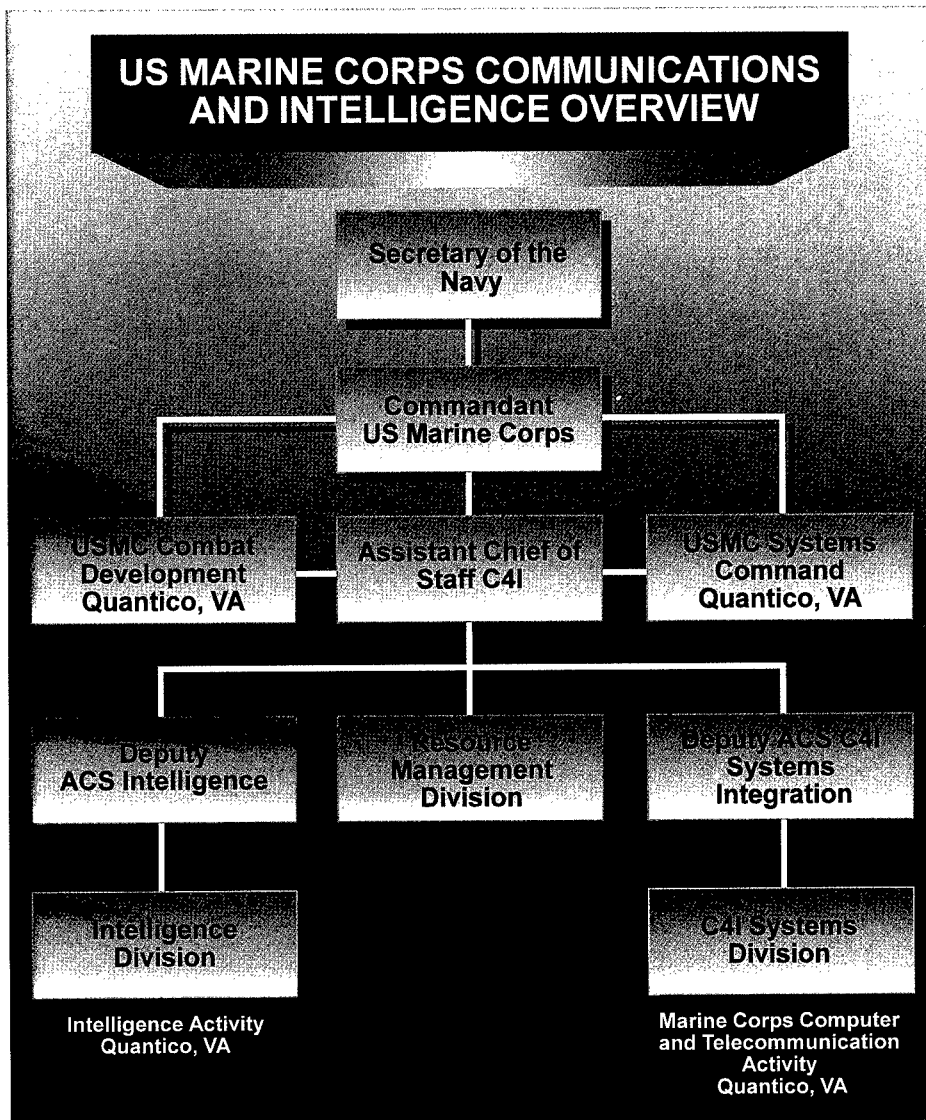 US MARINE CORPS COMMUNICATIONS
AND INTELLIGENCE OVERVIEW
Secretary of the
Navy
Commandant
US Marine Corps
USMC Combat
Development
Quantico, VA
Assistant Chief of
Staff C4I
USMC Systems
Command
Quantico, VA
Deputy
ACS Intelligence
Resource
Management
Division
Deputy ACS C4I
Systems
Integration
Intelligence
Division
C4I Systems
Division
Intelligence Activity
Quantico, VA
Marine Corps Computer
and Telecommunication
Activity
Quantico, VA